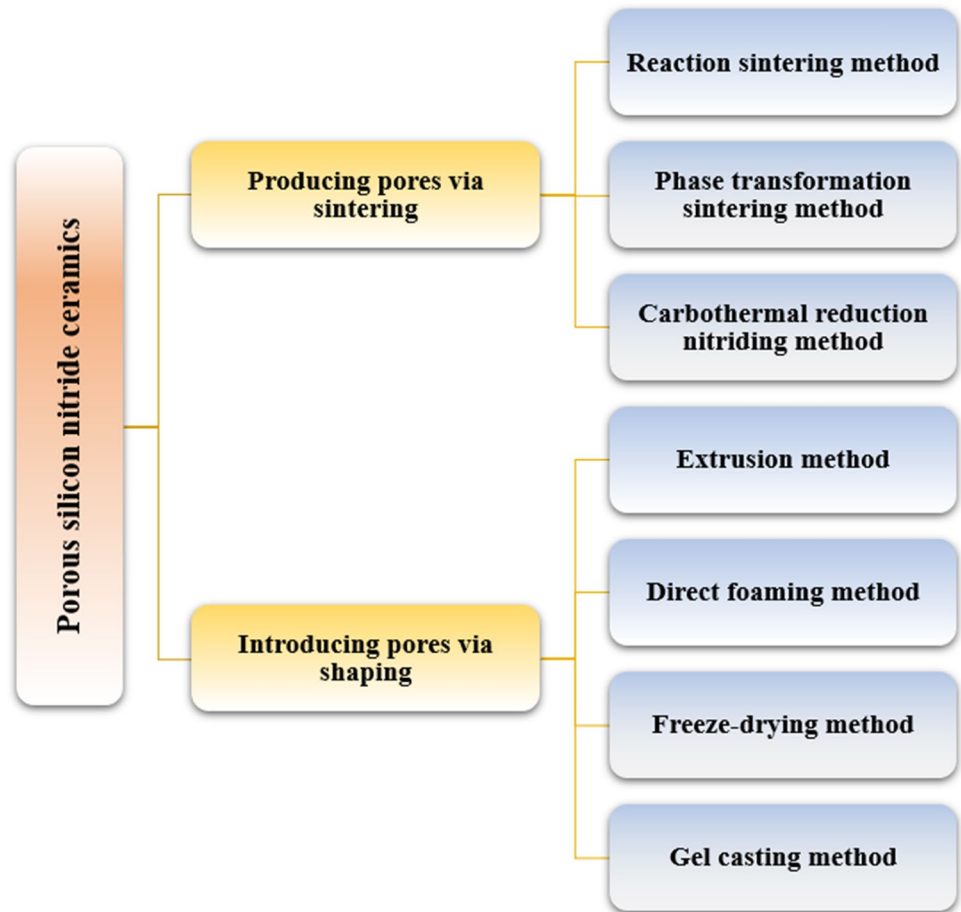 Porous silicon nitride ceramics
Producing pores via
sintering
Reaction sintering method
Phase transformation
sintering method
Carbothermal reduction
nitriding method
Introducing pores via
shaping
Extrusion method
Direct foaming method
Freeze-drying method
Gel casting method